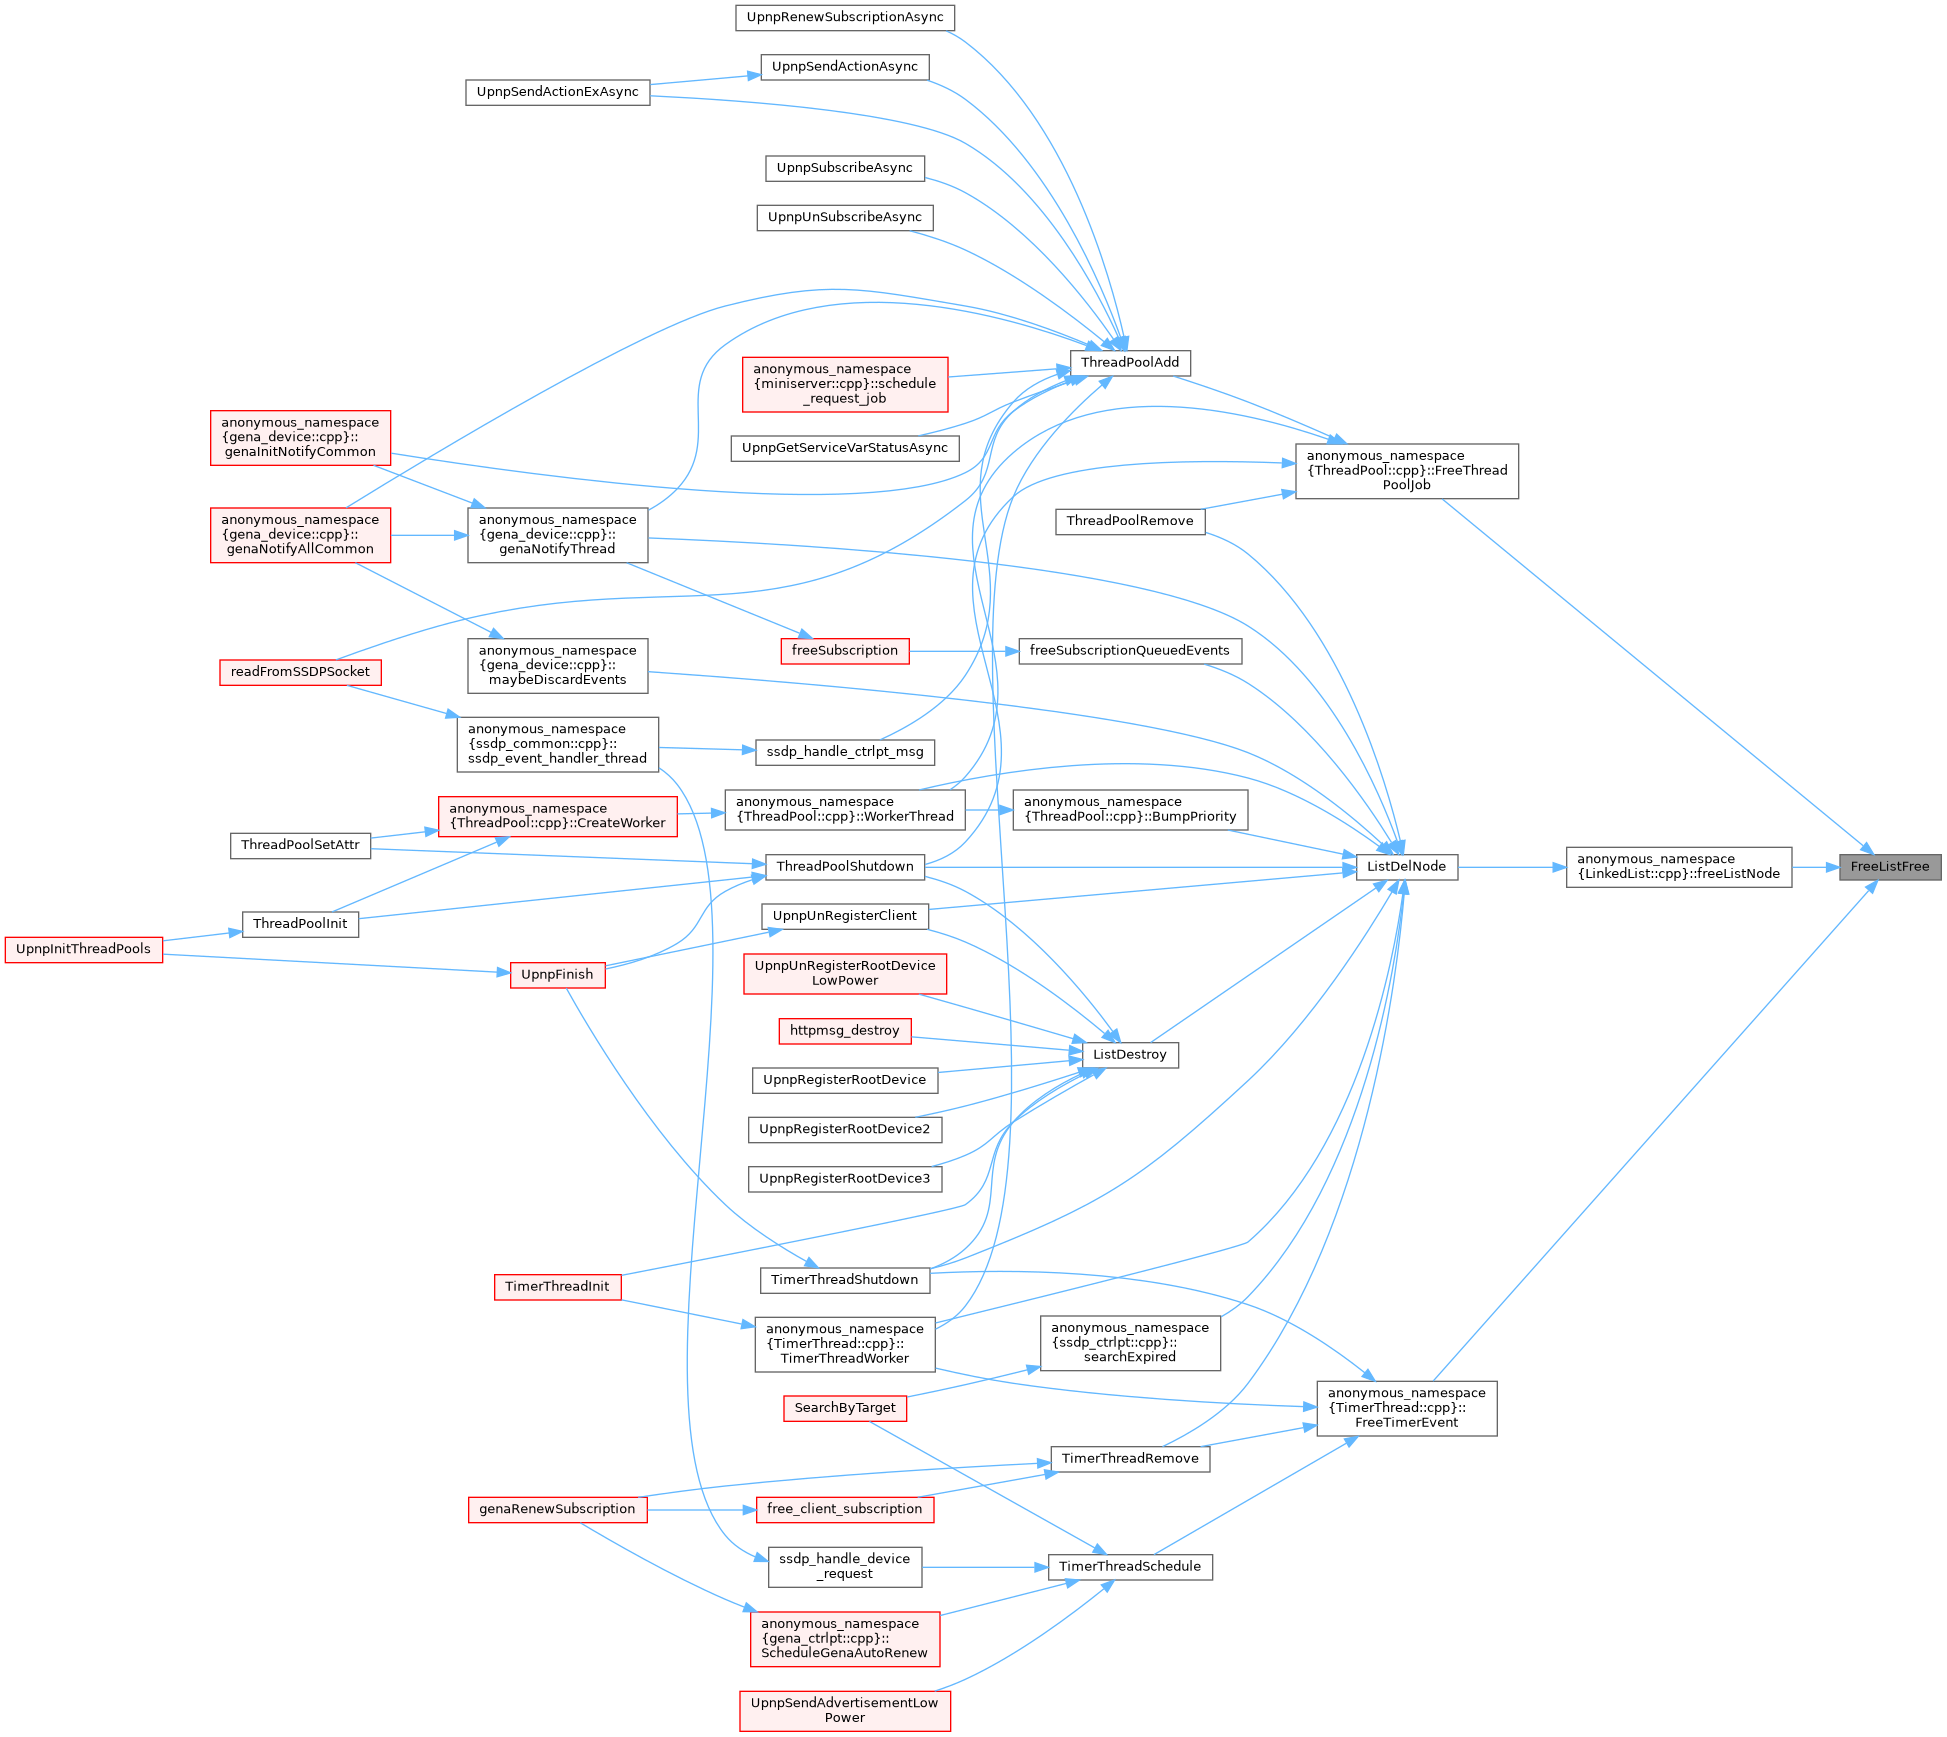 UpnpRenewSubscriptionAsync
UpnpSendActionAsync
UpnpSendActionExAsync
UpnpSubscribeAsync
UpnpUnSubscribeAsync
ThreadPoolAdd
anonymous_namespace
{miniserver::cpp}::schedule
_request_job
anonymous_namespace
{gena_device::cpp}::
genaInitNotifyCommon
UpnpGetServiceVarStatusAsync
anonymous_namespace
{ThreadPool::cpp}::FreeThread
PoolJob
anonymous_namespace
{gena_device::cpp}::
genaNotifyAllCommon
anonymous_namespace
{gena_device::cpp}::
genaNotifyThread
ThreadPoolRemove
readFromSSDPSocket
anonymous_namespace
{gena_device::cpp}::
maybeDiscardEvents
freeSubscription
freeSubscriptionQueuedEvents
anonymous_namespace
{ssdp_common::cpp}::
ssdp_event_handler_thread
ssdp_handle_ctrlpt_msg
anonymous_namespace
{ThreadPool::cpp}::CreateWorker
anonymous_namespace
{ThreadPool::cpp}::WorkerThread
anonymous_namespace
{ThreadPool::cpp}::BumpPriority
ThreadPoolSetAttr
ThreadPoolShutdown
ListDelNode
anonymous_namespace
{LinkedList::cpp}::freeListNode
FreeListFree
ThreadPoolInit
UpnpUnRegisterClient
UpnpInitThreadPools
UpnpFinish
UpnpUnRegisterRootDevice
LowPower
httpmsg_destroy
ListDestroy
UpnpRegisterRootDevice
UpnpRegisterRootDevice2
UpnpRegisterRootDevice3
TimerThreadInit
TimerThreadShutdown
anonymous_namespace
{TimerThread::cpp}::
TimerThreadWorker
anonymous_namespace
{ssdp_ctrlpt::cpp}::
searchExpired
SearchByTarget
anonymous_namespace
{TimerThread::cpp}::
FreeTimerEvent
TimerThreadRemove
genaRenewSubscription
free_client_subscription
ssdp_handle_device
_request
TimerThreadSchedule
anonymous_namespace
{gena_ctrlpt::cpp}::
ScheduleGenaAutoRenew
UpnpSendAdvertisementLow
Power